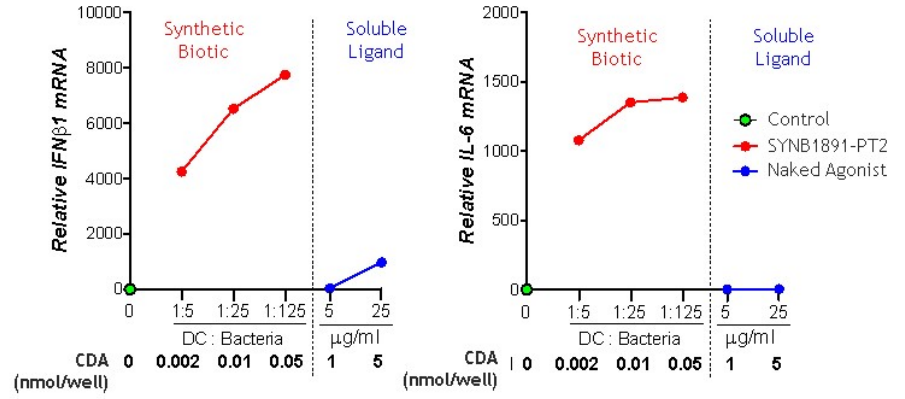 Relative IFNβ1 mRNA
10000
8000
6000
4000
2000
0
Synthetic
Biotic
Soluble
Ligand
0 1:5 1:25 1:125 5 25
DC : Bacteria μg/ml
CDA
(nmol/well)
0 0.002 0.01 0.05 1 5
Relative IL-6 mRNA
2000
1500
1000
500
0
Synthetic
Biotic
Soluble
Ligand
Control
SYNB1891-PT2
Naked Agonist
0 1:5 1:25 1:125 5 25
DC : Bacteria μg/ml
CDA
(nmol/well)
0 0.002 0.01 0.05 1 5